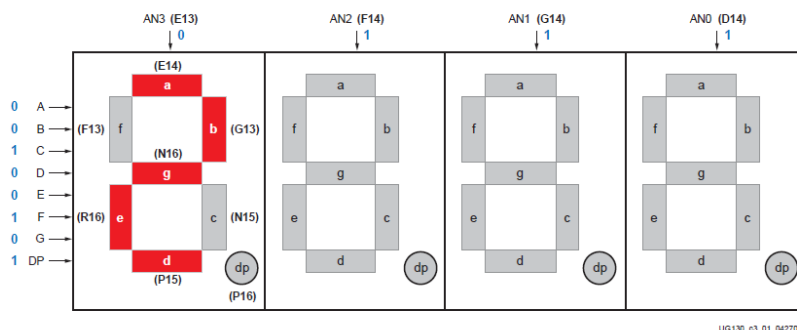 AN3 (E13) AN2 (F14) AN1 (G14) AN0 (D14)
0 1 1 1
(E14)
a a a a
0 A
0 B (F13) f b (G13) f b f b f b
1 C
(N16)
0 D g g g g
0 E
1 F (R16) e c (N15) e c e c e c
0 G
1 DP d dp d dp d dp d dp
(P15)
(P16)